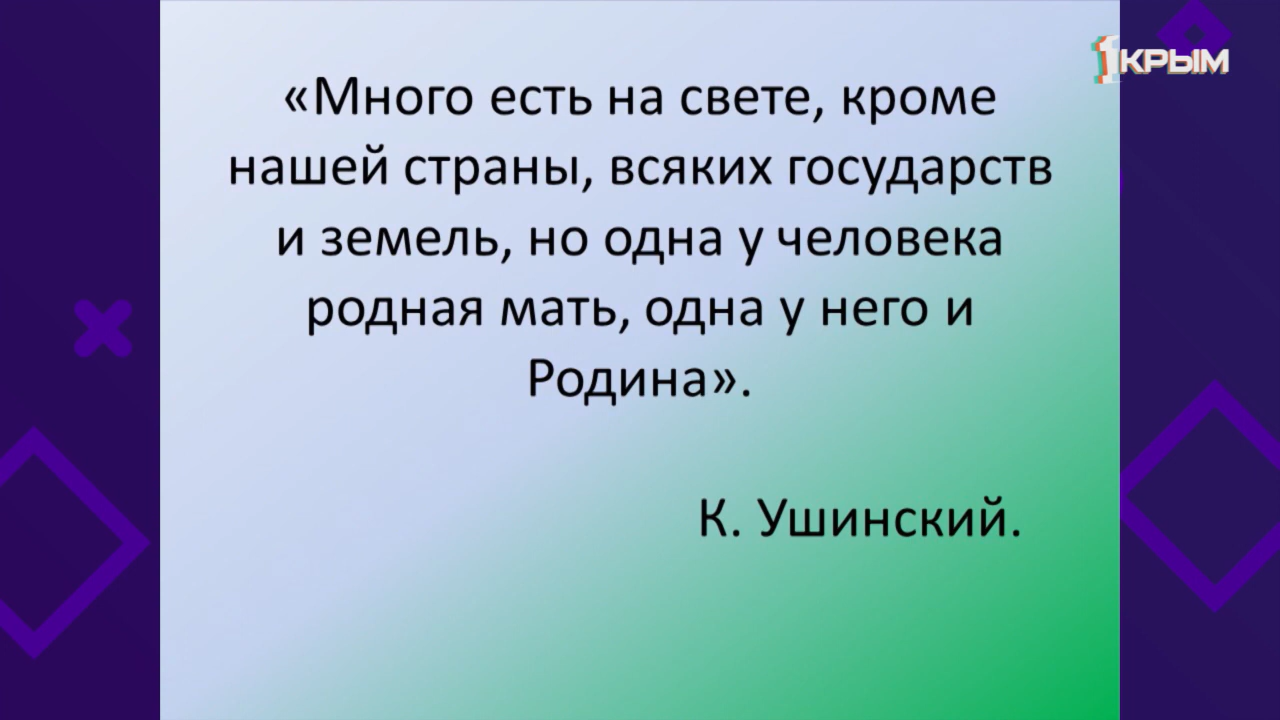 1КРЫМ
«Много есть на свете, кроме
нашей страны, всяких государств
и земель, но одна у человека
родная мать, одна у него и
Родина».
К. Ушинский.